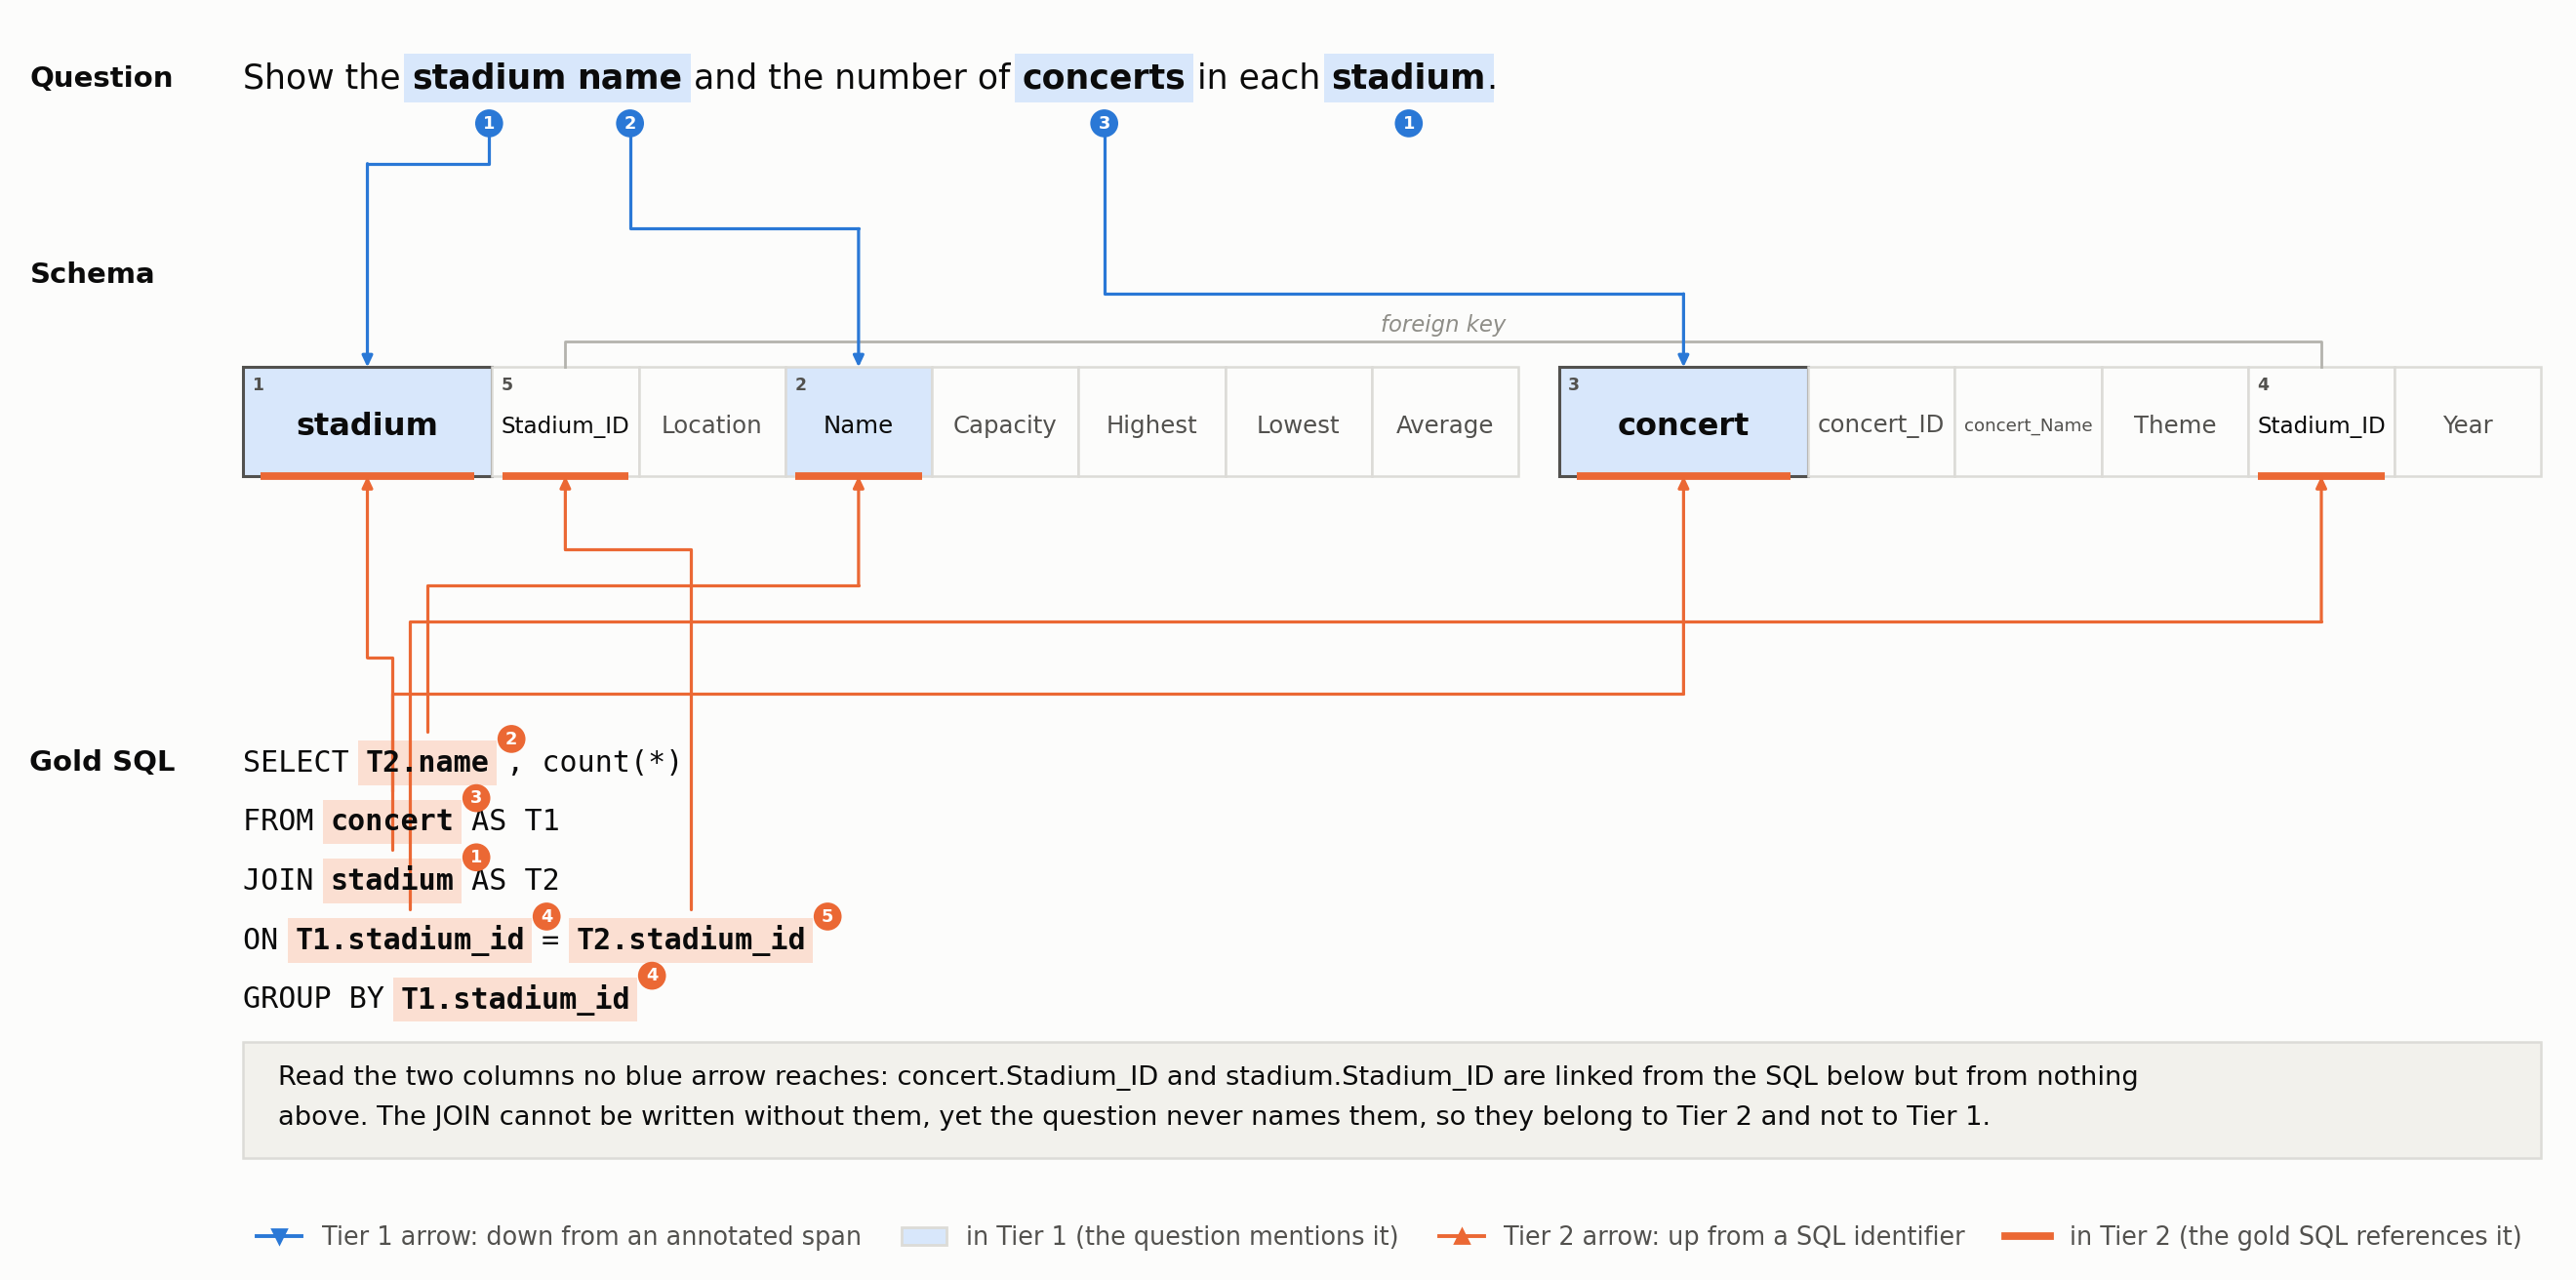 Question Show the stadium name and the number of concerts in each stadium.
1 2 3 1
Schema
foreign key
1 5 2 3 4
stadium Stadium_ID Location Name Capacity Highest Lowest Average concert concert_ID concert_Name Theme Stadium_ID Year
Gold SQL SELECT T2.name 2 , count(*)
FROM concert 3 AS T1
JOIN stadium 1 AS T2
ON T1.stadium_id 4 = T2.stadium_id 5
GROUP BY T1.stadium_id 4
Read the two columns no blue arrow reaches: concert.Stadium_ID and stadium.Stadium_ID are linked from the SQL below but from nothing
above. The JOIN cannot be written without them, yet the question never names them, so they belong to Tier 2 and not to Tier 1.
Tier 1 arrow: down from an annotated span in Tier 1 (the question mentions it) Tier 2 arrow: up from a SQL identifier in Tier 2 (the gold SQL references it)